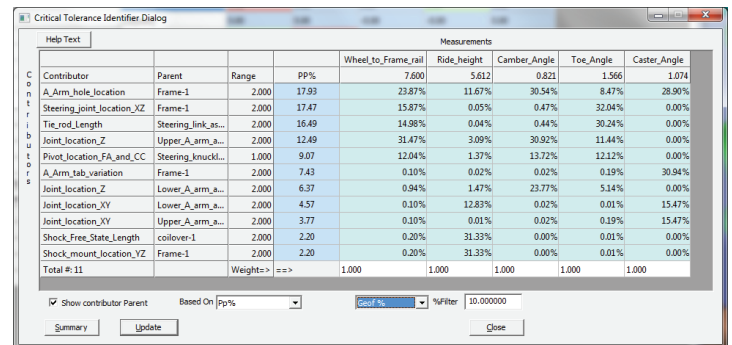 Critical Tolerance Identifier Dialog
Help Text
Measurements
Wheel_to_Frame_rail Ride_height Camber_Angle Toe_Angle Caster_Angle
Contributors
Contributor Parent Range PP% 7.600 5.612 0.821 1.566 1.074
A_Arm_hole_location Frame-1 2.000 17.93 23.87% 11.67% 30.54% 8.47% 28.90%
Steering_joint_location_XZ Frame-1 2.000 17.47 15.87% 0.05% 0.47% 32.04% 0.00%
Tie_rod_Length Steering_link_as... 2.000 16.49 14.98% 0.04% 0.44% 30.24% 0.00%
Joint_location_Z Upper_A_arm_a... 2.000 12.49 31.47% 3.09% 30.92% 11.44% 0.00%
Pivot_location_FA_and_CC Steering_knuckl... 1.000 9.07 12.04% 1.37% 13.72% 12.12% 0.00%
A_Arm_tab_variation Frame-1 2.000 7.43 0.10% 0.02% 0.02% 0.19% 30.94%
Joint_location_Z Lower_A_arm_a... 2.000 6.37 0.94% 1.47% 23.77% 5.14% 0.00%
Joint_location_XY Lower_A_arm_a... 2.000 4.57 0.10% 12.83% 0.02% 0.01% 15.47%
Joint_location_XY Upper_A_arm_a... 2.000 3.77 0.10% 0.01% 0.02% 0.19% 15.47%
Shock_Free_State_Length coilover-1 2.000 2.20 0.20% 31.33% 0.00% 0.01% 0.00%
Shock_mount_location_YZ Frame-1 2.000 2.20 0.20% 31.33% 0.00% 0.01% 0.00%
Total #: 11 Weight=> ==> 1.000 1.000 1.000 1.000 1.000
Show contributor Parent Based On Pp% Geof % %Filter 10.000000
Summary Update Close